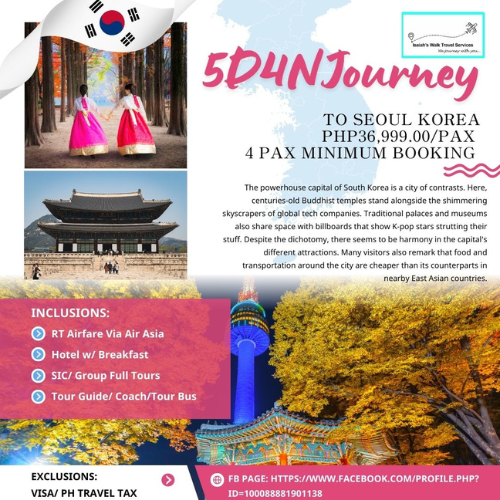 Isaiah's Walk Travel Services
5D4NJourney
TO SEOUL KOREA
PHP36,999.00/PAX
4 PAX MINIMUM BOOKING
The powerhouse capital of South Korea is a city of contrasts. Here,
centuries-old Buddhist temples stand alongside the shimmering
skyscrapers of global tech companies. Traditional palaces and museums
also share space with billboards that show K-pop stars strutting their
stuff. Despite the dichotomy, there seems to be harmony in the capital's
different attractions. Many visitors also remark that food and
transportation around the city are cheaper than its counterparts in
nearby East Asian countries.
INCLUSIONS:
RT Airfare Via Air Asia
Hotel w/ Breakfast
SIC/ Group Full Tours
Tour Guide/ Coach/Tour Bus
EXCLUSIONS:
VISA/ PH TRAVEL TAX
FB PAGE: HTTPS://WWW.FACEBOOK.COM/PROFILE.PHP?
ID=100088881901138